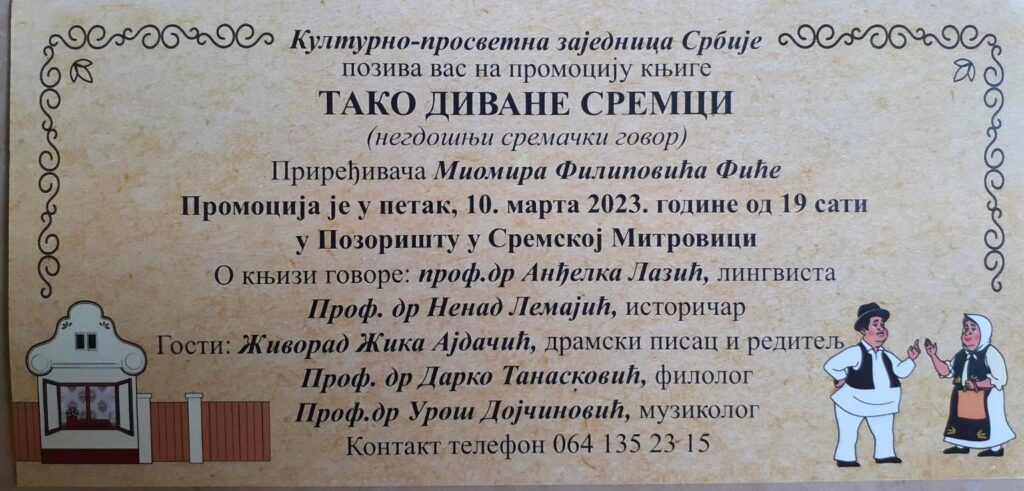 Културно-просветна заједница Србије
позива вас на промоцију књиге
ТАКО ДИВАНЕ СРЕМЦИ
(негдошњи сремачки говор)
Приређивача Миомира Филиповића Фиће
Промоција је у петак, 10. марта 2023. године од 19 сати
у Позоришту у Сремској Митровици
О књизи говоре: проф.др Анђелка Лазић, лингвиста
Проф. др Ненад Лемајић, историчар
Гости: Живорад Жика Ајдачић, драмски писац и редитељ
Проф. др Дарко Танасковић, филолог
Проф.др Урош Дојчиновић, музиколог
Контакт телефон 064 135 23 15